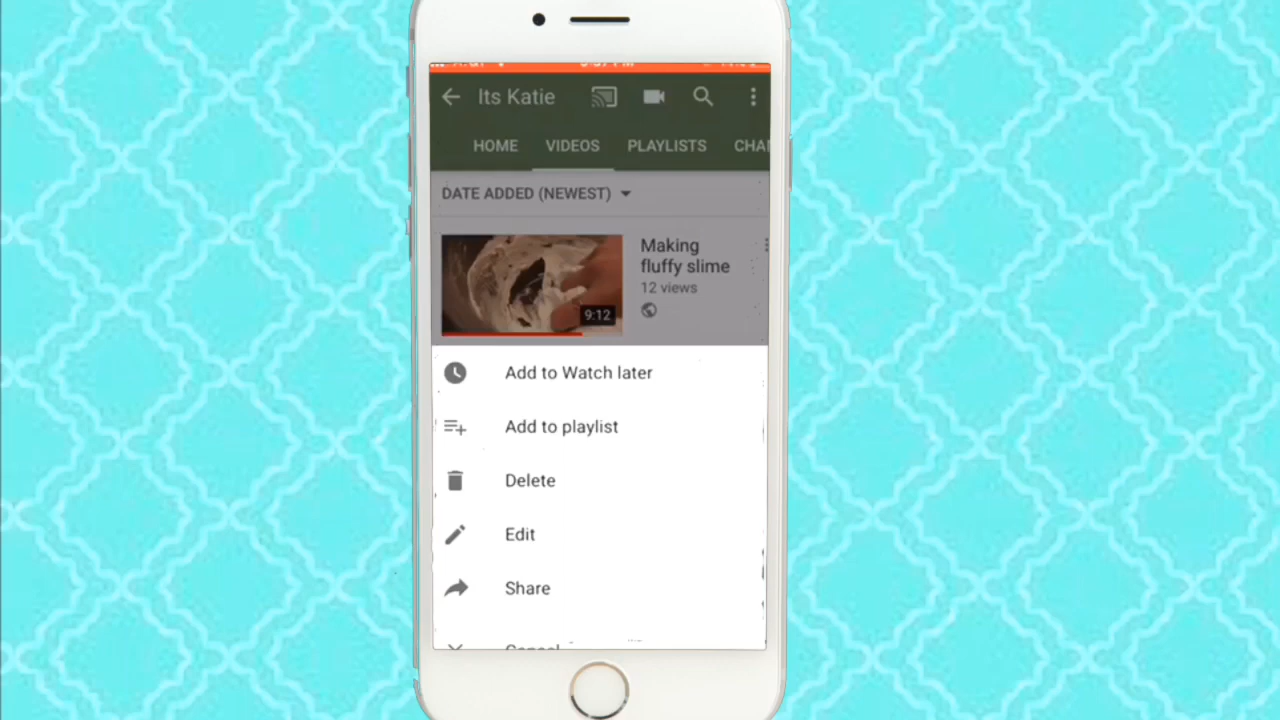 Its Katie
HOME VIDEOS PLAYLISTS
DATE ADDED (NEWEST)
Making
fluffy slime
12 views
9:12
Add to Watch later
Add to playlist
Delete
Edit
Share